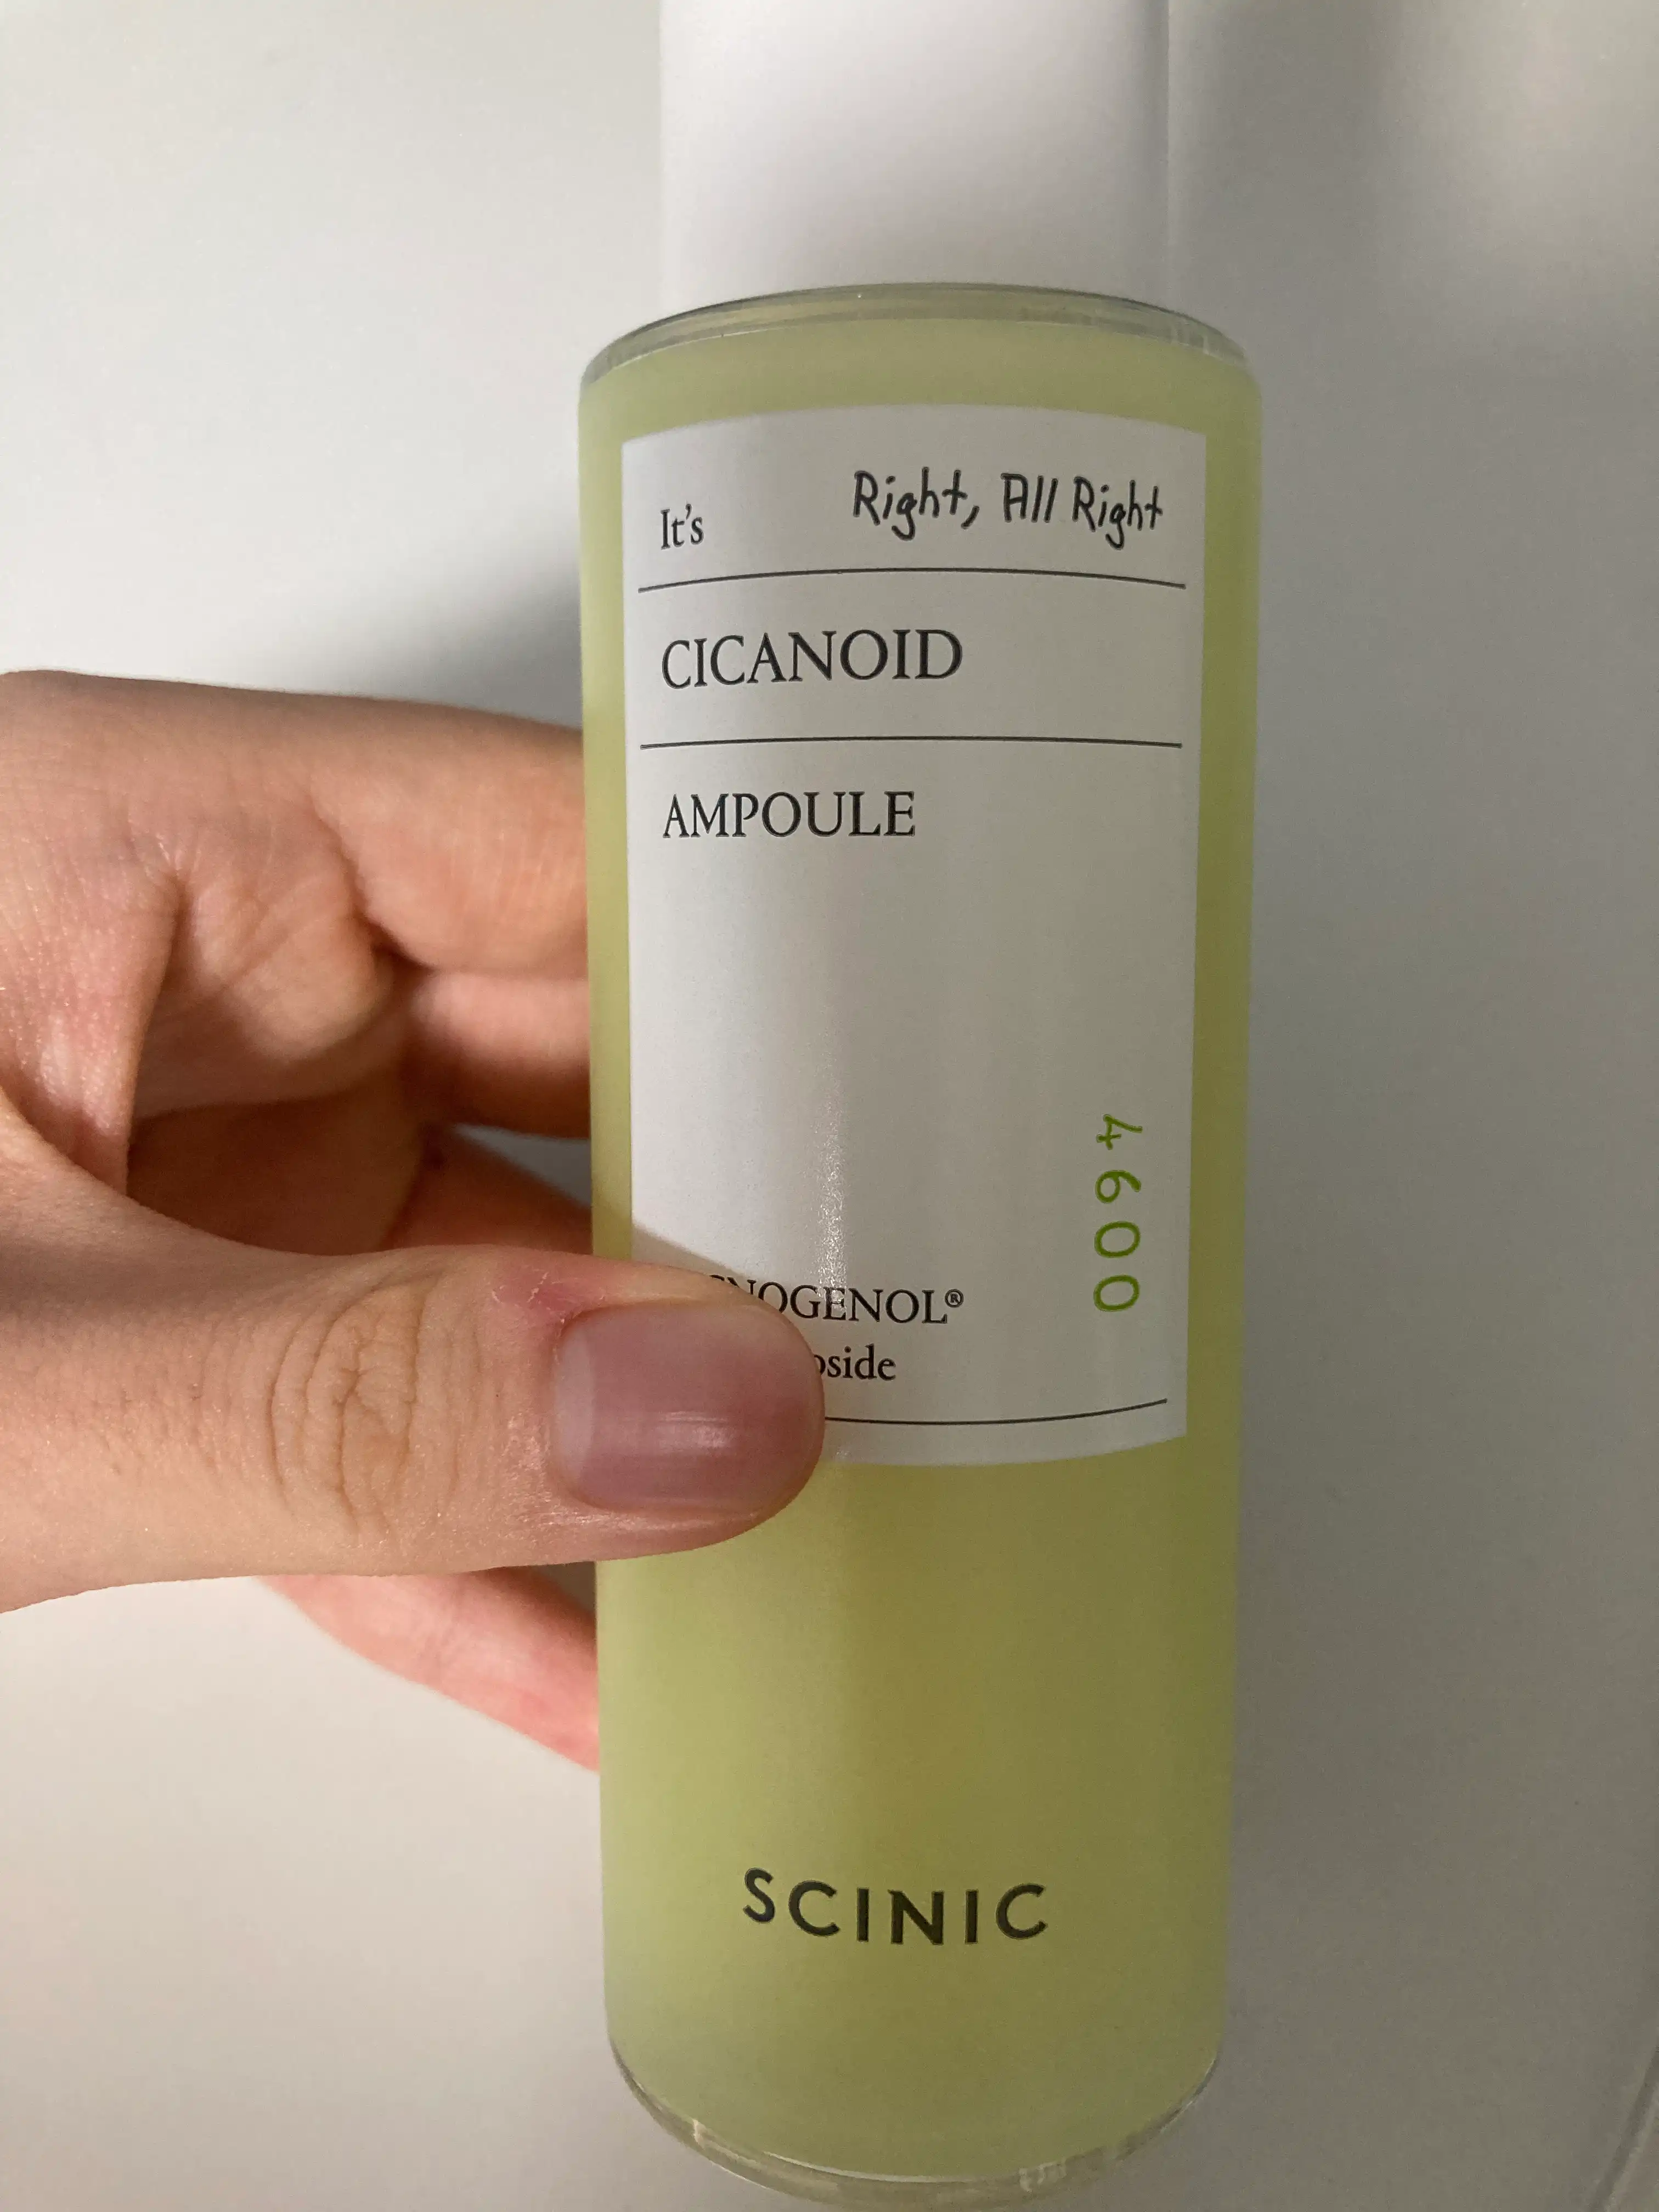 It's Right, All Right
CICANOID
AMPOULE
4600
SCINIC